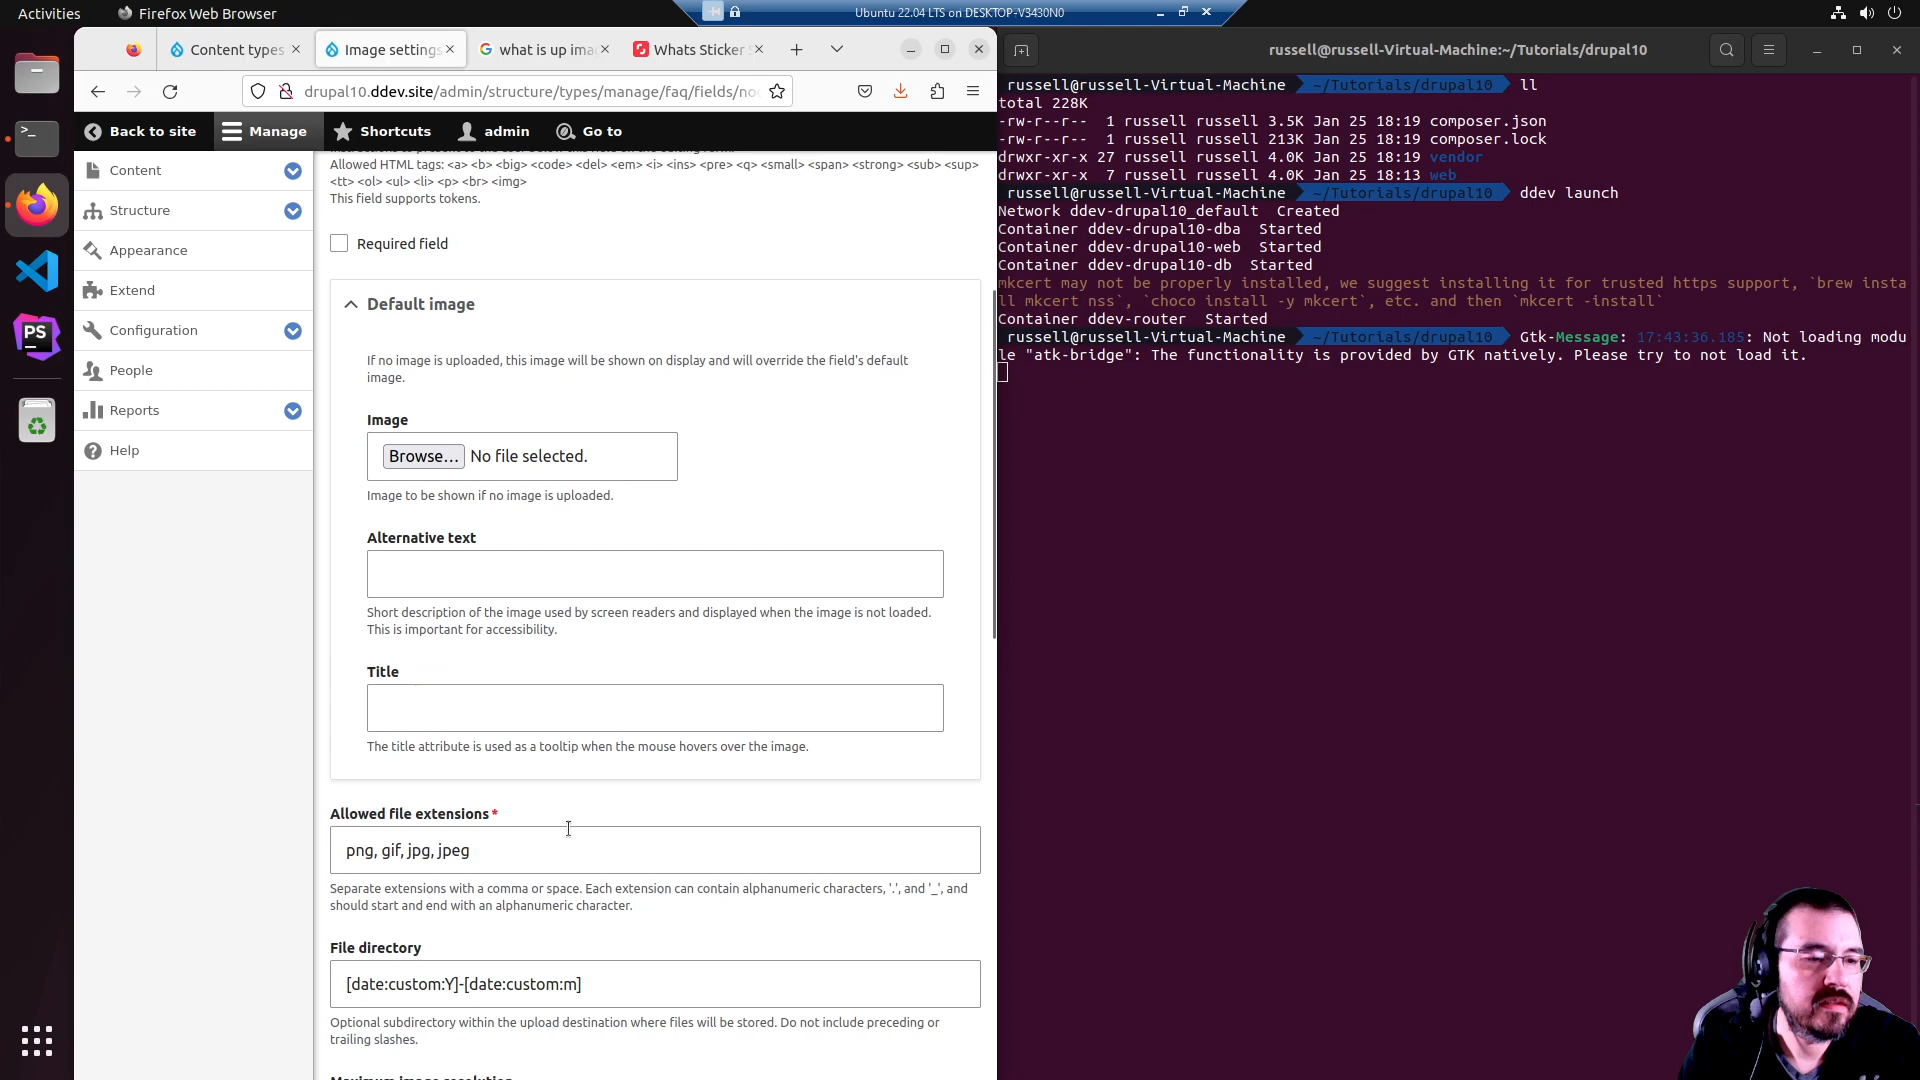 Activities
Firefox Web Browser
Ubuntu 22.04 LTS on DESKTOP-V3430N0
Content types
Image settings
what is up ima
Whats Sticker
russell@russell-Virtual-Machine:~/Tutorials/drupal10
drupal10.ddev.site/admin/structure/types/manage/faq/fields/no
Back to site
Manage
Shortcuts
admin
Go to
Content
Structure
Appearance
Extend
Configuration
People
Reports
Help
Allowed HTML tags: <a> <b> <big> <code> <del> <em> <i> <ins> <pre> <q> <small> <span> <strong> <sub> <sup>
<tt> <ol> <ul> <li> <p> <br> <img>
This field supports tokens.
Required field
Default image
If no image is uploaded, this image will be shown on display and will override the field's default
image.
Image
Browse... No file selected.
Image to be shown if no image is uploaded.
Alternative text
Short description of the image used by screen readers and displayed when the image is not loaded.
This is important for accessibility.
Title
The title attribute is used as a tooltip when the mouse hovers over the image.
Allowed file extensions *
png, gif, jpg, jpeg
Separate extensions with a comma or space. Each extension can contain alphanumeric characters, '.', and '_', and
should start and end with an alphanumeric character.
File directory
[date:custom:Y]-[date:custom:m]
Optional subdirectory within the upload destination where files will be stored. Do not include preceding or
trailing slashes.
russell@russell-Virtual-Machine ~/Tutorials/drupal10 ll
total 228K
-rw-r--r-- 1 russell russell 3.5K Jan 25 18:19 composer.json
-rw-r--r-- 1 russell russell 213K Jan 25 18:19 composer.lock
drwxr-xr-x 27 russell russell 4.0K Jan 25 18:19 vendor
drwxr-xr-x 7 russell russell 4.0K Jan 25 18:13 web
russell@russell-Virtual-Machine ~/Tutorials/drupal10 ddev launch
Network ddev-drupal10_default Created
Container ddev-drupal10-dba Started
Container ddev-drupal10-web Started
Container ddev-drupal10-db Started
mkcert may not be properly installed, we suggest installing it for trusted https support, `brew insta
ll mkcert nss`, `choco install -y mkcert`, etc. and then `mkcert -install`
Container ddev-router Started
russell@russell-Virtual-Machine ~/Tutorials/drupal10 Gtk-Message: 17:43:36.185: Not loading modu
le "atk-bridge": The functionality is provided by GTK natively. Please try to not load it.
PS